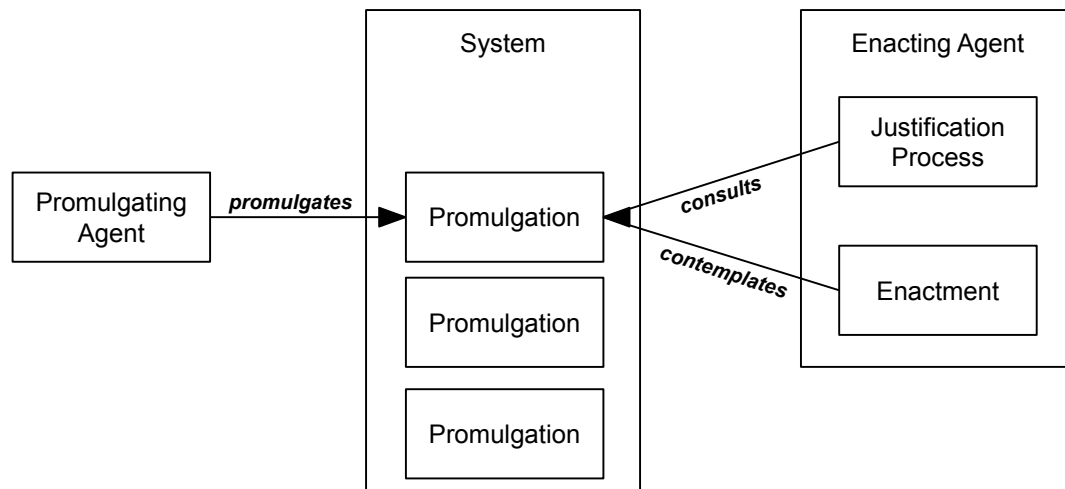 System
Enacting Agent
Justification
Process
Promulgating
Agent
promulgates
Promulgation
consults
contemplates
Enactment
Promulgation
Promulgation